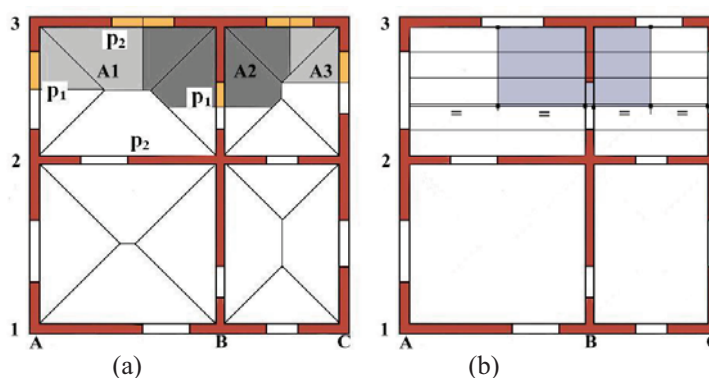 3
p₂
A1
A2
A3
p₁
p₁
p₂
2
1
A
B
C
(a)
3
=
=
=
=
2
1
A
B
(b)